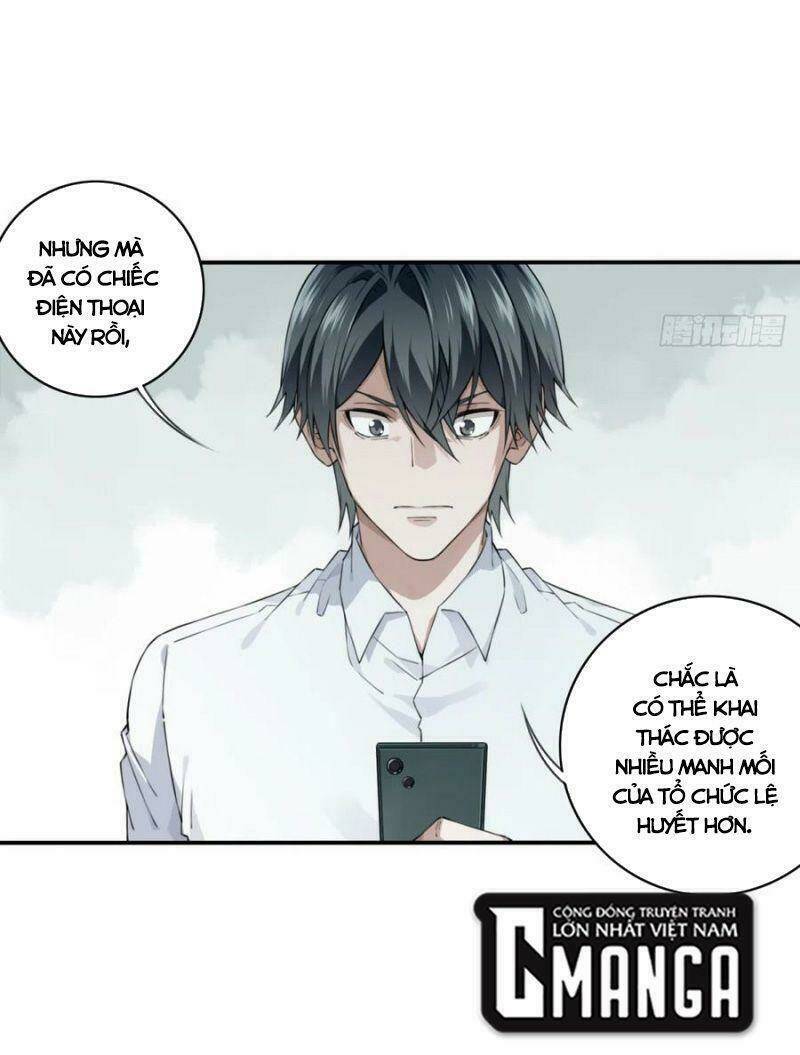 NHƯNG MÀ
ĐÃ CÓ CHIẾC
ĐIỆN THOẠI
NÀY RỒI,
腾讯动漫
CHẮC LÀ
CÓ THỂ KHAI
THÁC ĐƯỢC
NHIỀU MANH MỐI
CỦA TỔ CHỨC LỆ
HUYẾT HƠN.
CỘNG ĐỒNG TRUYỆN TRANH
LỚN NHẤT VIỆT NAM
CMANGA